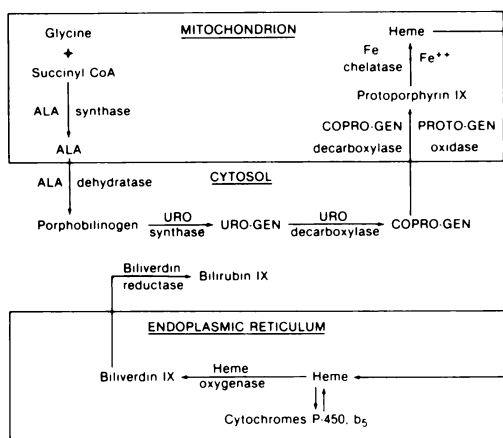 MITOCHONDRION
Glycine
+
Succinyl CoA
ALA synthase
ALA
Heme
Fe
chelatase
Fe++
Protoporphyrin IX
COPRO-GEN
decarboxylase
PROTO-GEN
oxidase
CYTOSOL
ALA dehydratase
Porphobilinogen
URO
synthase
URO-GEN
URO
decarboxylase
COPRO-GEN
Biliverdin
reductase
Bilirubin IX
ENDOPLASMIC RETICULUM
Biliverdin IX
Heme
oxygenase
Heme
Cytochromes P-450, b5